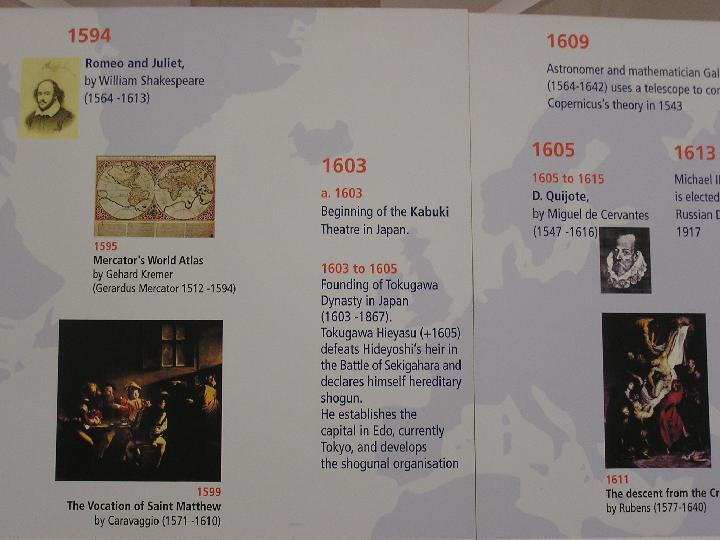 1594
Romeo and Juliet,
by William Shakespeare
(1564 -1613)
1595
Mercator's World Atlas
by Gehard Kremer
(Gerardus Mercator 1512 -1594)
1599
The Vocation of Saint Matthew
by Caravaggio (1571 -1610)
1603
a. 1603
Beginning of the Kabuki
Theatre in Japan.
1603 to 1605
Founding of Tokugawa
Dynasty in Japan
(1603 -1867).
Tokugawa Hieyasu (+1605)
defeats Hideyoshi's heir in
the Battle of Sekigahara and
declares himself hereditary
shogun.
He establishes the
capital in Edo, currently
Tokyo, and develops
the shogunal organisation
1609
Astronomer and mathematician Gal
(1564-1642) uses a telescope to con
Copernicus's theory in 1543
1605
1605 to 1615
D. Quijote,
by Miguel de Cervantes
(1547 -1616)
1613
Michael
is elected
Russian D
1917
1611
The descent from the Cr
by Rubens (1577-1640)